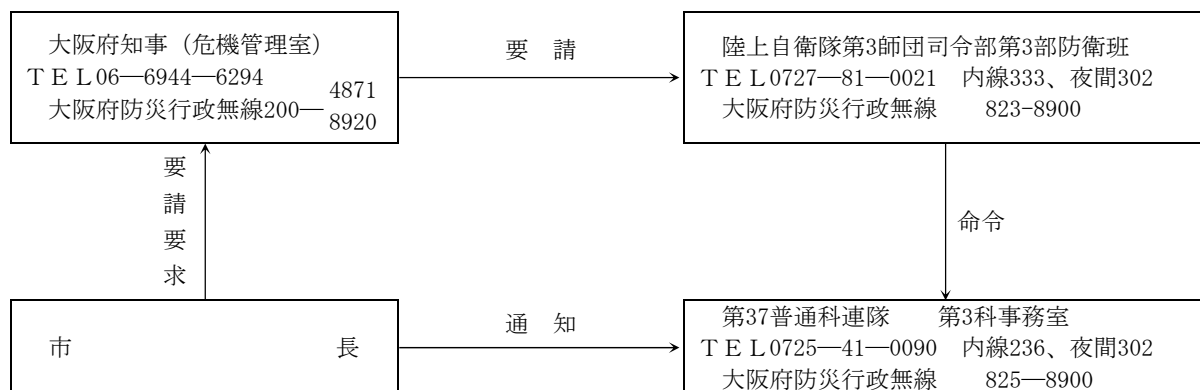 大阪府知事（危機管理室）
ＴＥＬ06―6944―6294
大阪府防災行政無線200―4871
8920
要　請
陸上自衛隊第3師団司令部第3部防衛班
ＴＥＬ0727―81―0021　内線333、夜間302
大阪府防災行政無線　　823-8900
要請要求
命令
市　　　　　　　　　　　長
通　知
第37普通科連隊　　第3科事務室
ＴＥＬ0725―41―0090　内線236、夜間302
大阪府防災行政無線　　825―8900